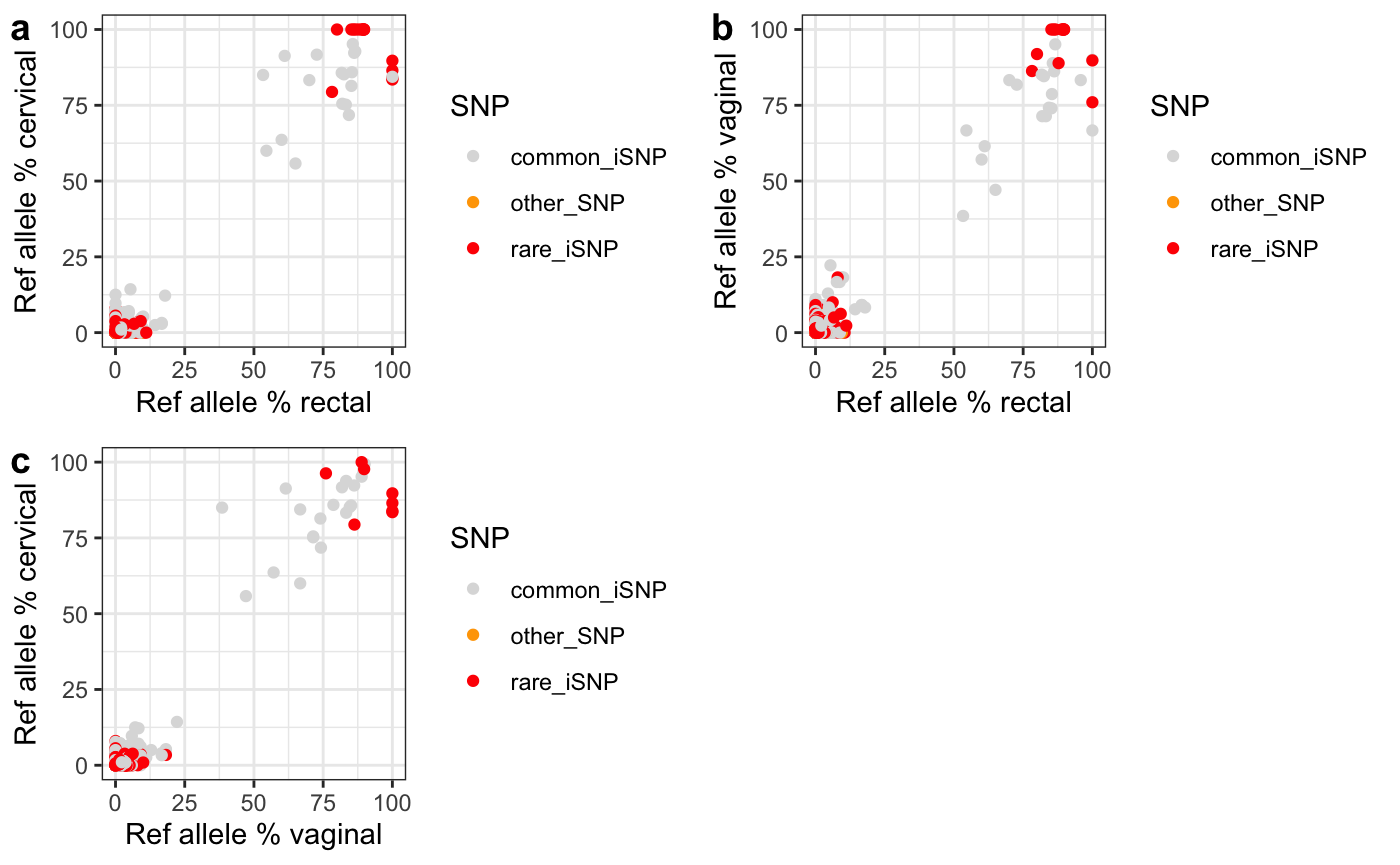 a
Ref allele % cervical
100
75
50
25
0
0 25 50 75 100
Ref allele % rectal
SNP
common_iSNP
other_SNP
rare_iSNP
b
Ref allele % vaginal
100
75
50
25
0
0 25 50 75 100
Ref allele % rectal
SNP
common_iSNP
other_SNP
rare_iSNP
c
Ref allele % cervical
100
75
50
25
0
0 25 50 75 100
Ref allele % vaginal
SNP
common_iSNP
other_SNP
rare_iSNP